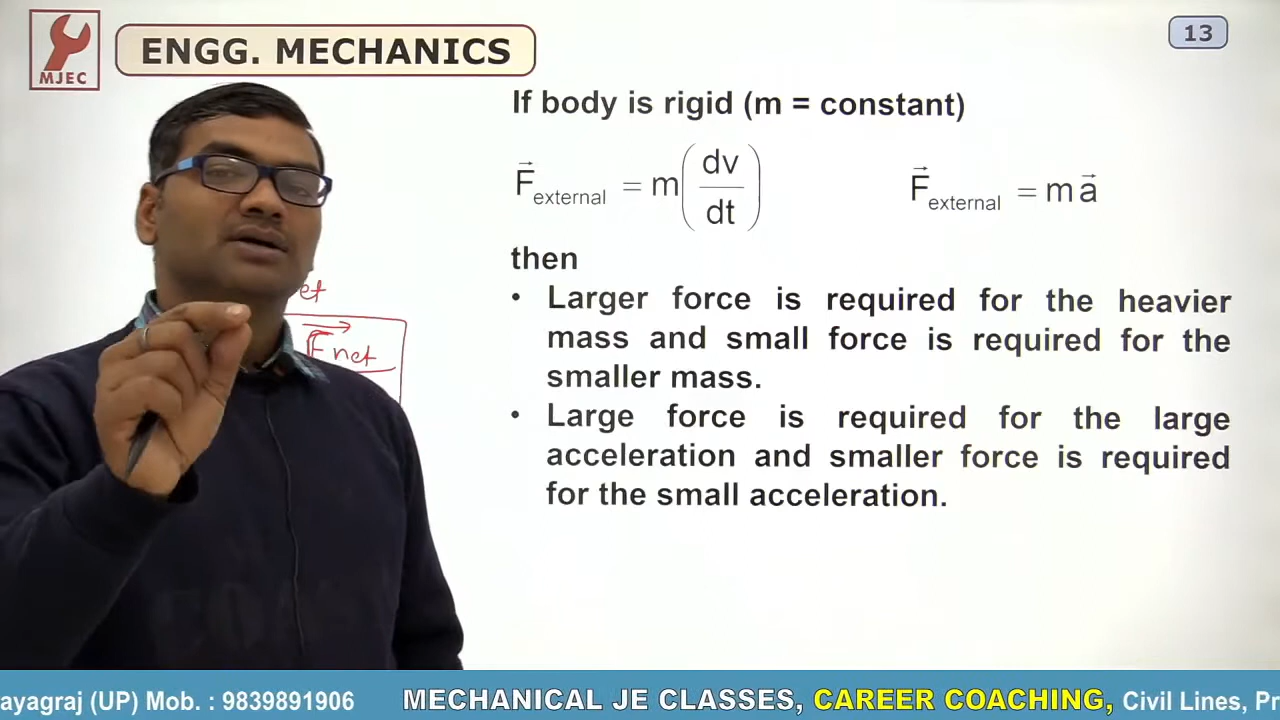 MJEC
ENGG. MECHANICS
13
If body is rigid (m = constant)
F⃗external = m(dv/dt)
F⃗external = m a⃗
then
• Larger force is required for the heavier
mass and small force is required for the
smaller mass.
• Large force is required for the large
acceleration and smaller force is required
for the small acceleration.
et
F⃗ net
ayagraj (UP) Mob. : 9839891906 MECHANICAL JE CLASSES, CAREER COACHING, Civil Lines, Pr